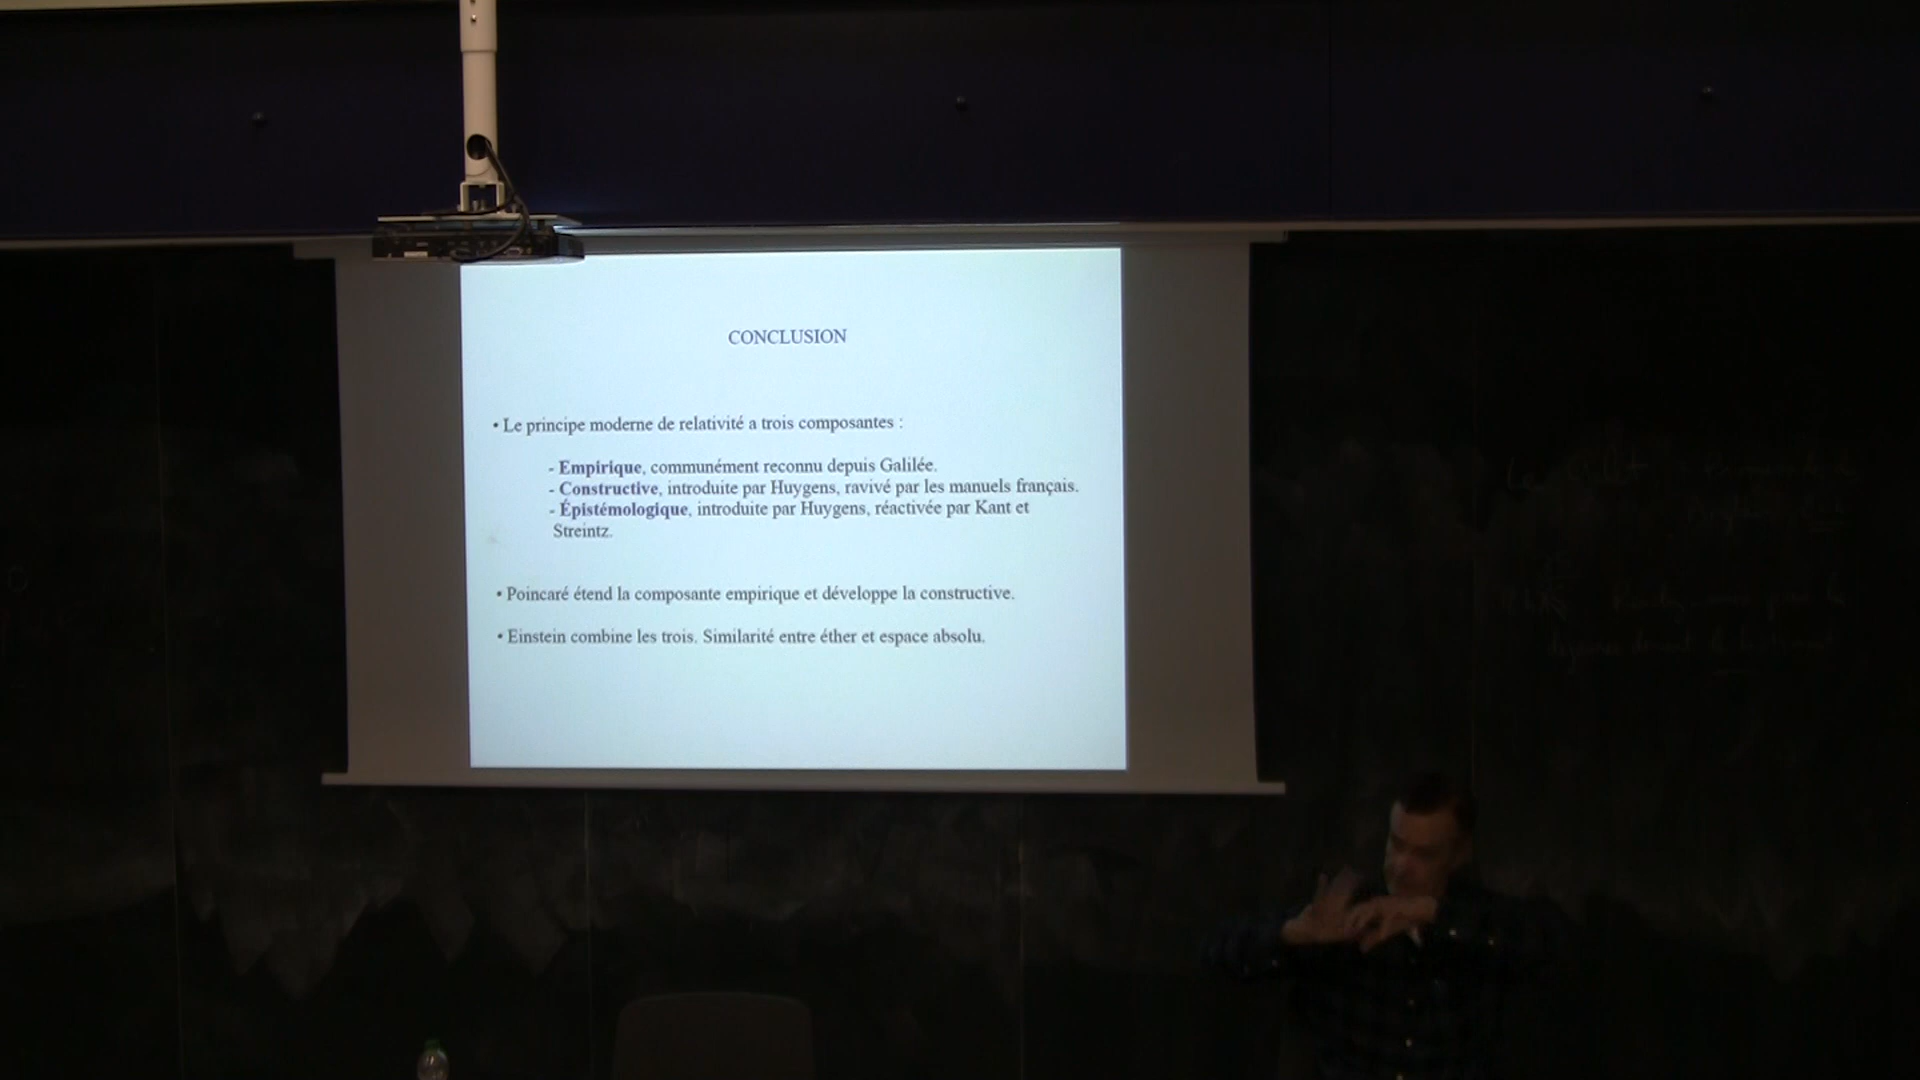 CONCLUSION
• Le principe moderne de relativité a trois composantes :
- Empirique, communément reconnu depuis Galilée.
- Constructive, introduite par Huygens, ravivé par les manuels français.
- Épistémologique, introduite par Huygens, réactivée par Kant et
Streintz.
• Poincaré étend la composante empirique et développe la constructive.
• Einstein combine les trois. Similarité entre éther et espace absolu.